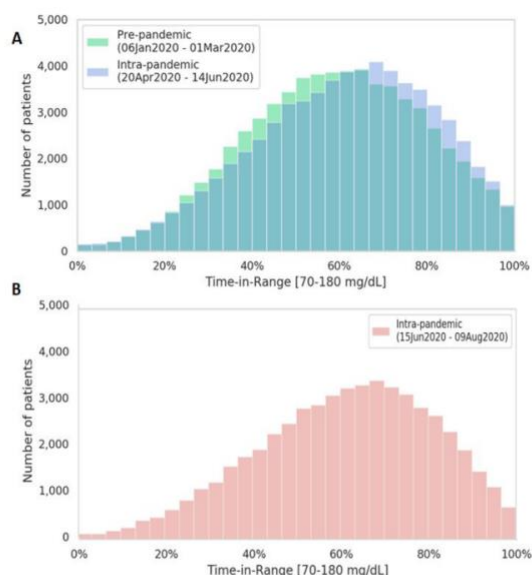 A
5,000
4,000
3,000
2,000
1,000
0
Number of patients
Pre-pandemic
(06Jan2020 - 01Mar2020)
Intra-pandemic
(20Apr2020 - 14Jun2020)
0% 20% 40% 60% 80% 100%
Time-in-Range [70-180 mg/dL]
B
5,000
4,000
3,000
2,000
1,000
0
Number of patients
Intra-pandemic
(15Jun2020 - 09Aug2020)
0% 20% 40% 60% 80% 100%
Time-in-Range [70-180 mg/dL]